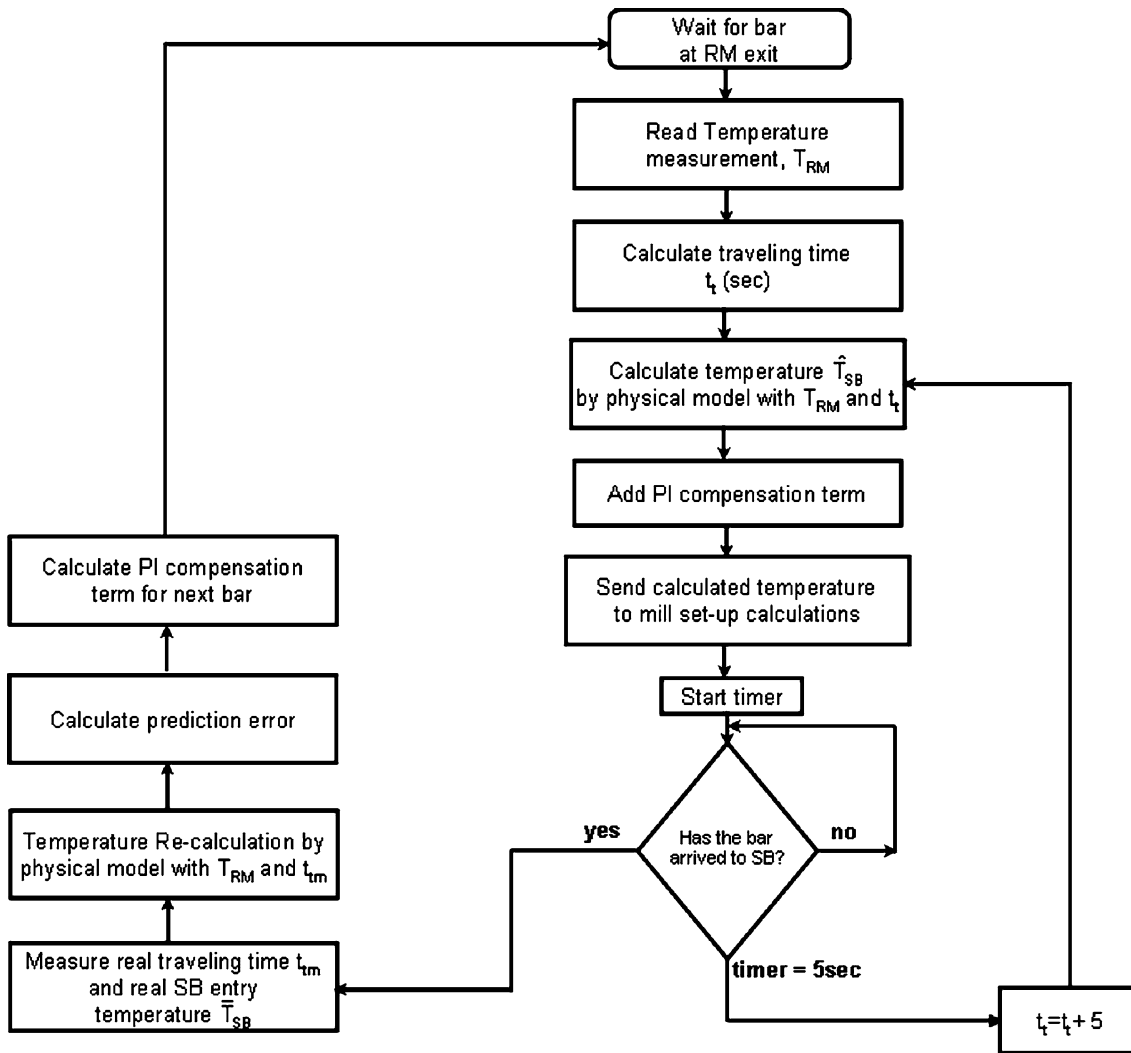 Wait for bar
at RM exit
Read Temperature
measurement, T_RM
Calculate traveling time
t_t (sec)
Calculate temperature T̂_SB
by physical model with T_RM and t_t
Add PI compensation term
Send calculated temperature
to mill set-up calculations
Start timer
Has the bar
arrived to SB?
yes
no
timer = 5sec
t_t=t_t+ 5
Measure real traveling time t_tm
and real SB entry
temperature T̿_SB
Temperature Re-calculation by
physical model with T_RM and t_tm
Calculate prediction error
Calculate PI compensation
term for next bar